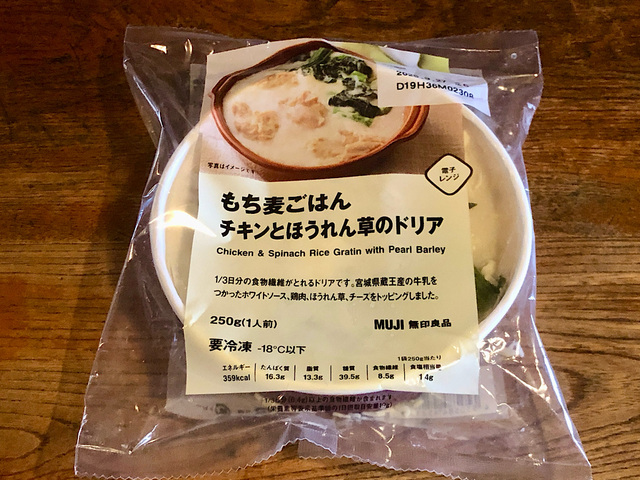 D19H36M0230R
写真はイメージです
電子
レンジ
もち麦ごはん
チキンとほうれん草のドリア
Chicken & Spinach Rice Gratin with Pearl Barley
1/3日分の食物繊維がとれるドリアです。宮城県蔵王産の牛乳を
つかったホワイトソース、鶏肉、ほうれん草、チーズをトッピングしました。
250g(1人前)
MUJI 無印良品
要冷凍 -18℃以下
1袋250g当たり
エネルギー たんぱく質 脂質 糖質 食物繊維 食塩相当量
359kcal 16.3g 13.3g 39.5g 8.5g 1.4g